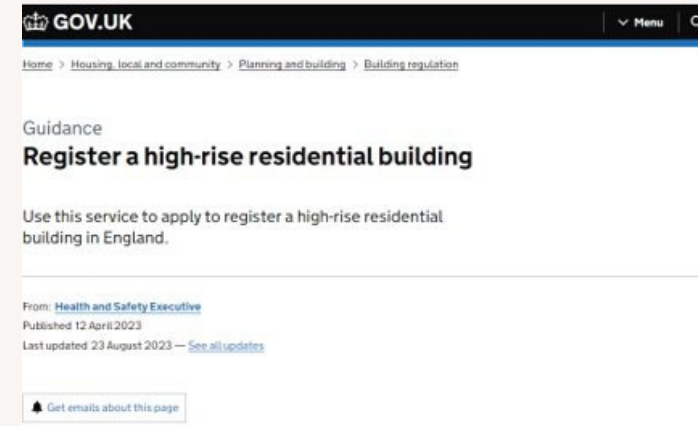 GOV.UK
Menu
Home > Housing, local and community > Planning and building > Building regulation
Guidance
Register a high-rise residential building
Use this service to apply to register a high-rise residential
building in England.
From: Health and Safety Executive
Published 12 April 2023
Last updated 23 August 2023 — See all updates
Get emails about this page